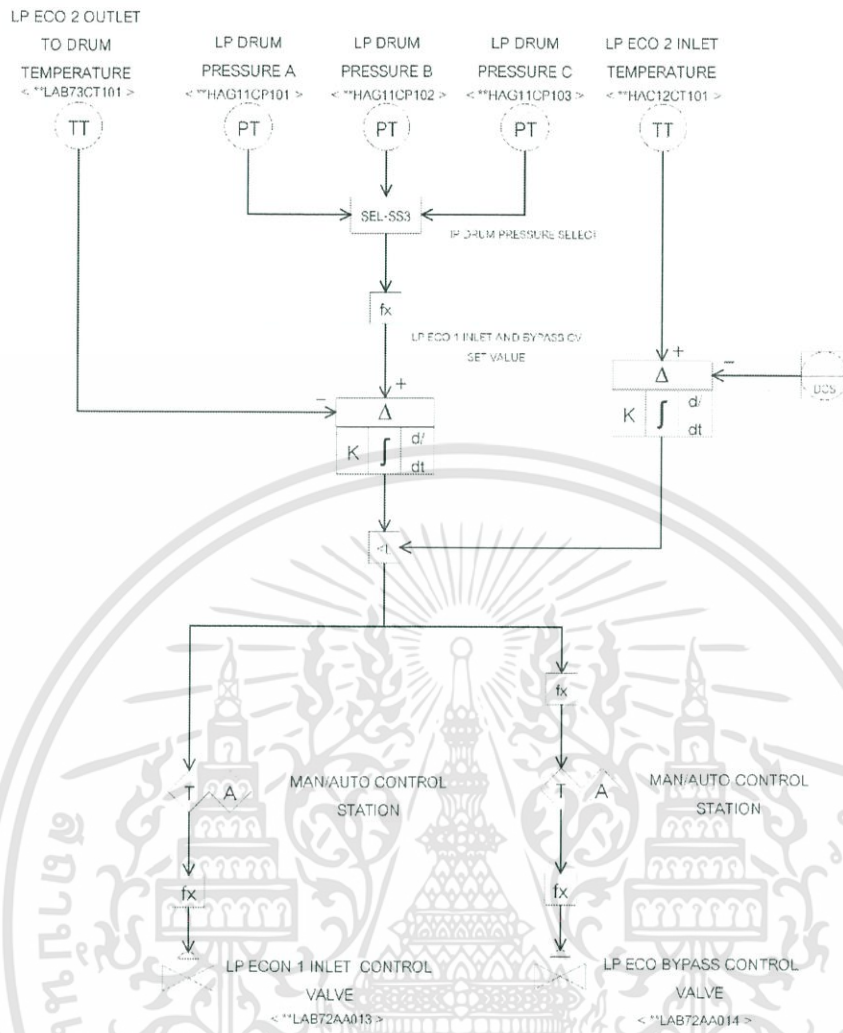 LP ECO 2 OUTLET
TO DRUM
TEMPERATURE
< **LAB73CT101 >
TT
LP DRUM
PRESSURE A
< **HAG11CP101 >
PT
LP DRUM
PRESSURE B
< **HAG11CP102 >
PT
LP DRUM
PRESSURE C
< **HAG11CP103 >
PT
LP ECO 2 INLET
TEMPERATURE
< **HAC12CT101 >
TT
SEL-SS3
DRUM PRESSURE SELECT
fx
LP ECO 1 INLET AND BYPASS CV
SET VALUE
− +
Δ
K ∫ d/
dt
+ −
Δ
K ∫ d/
dt
DCS
fx
T A
MAN/AUTO CONTROL
STATION
T A
MAN/AUTO CONTROL
STATION
fx
fx
LP ECON 1 INLET CONTROL
VALVE
< **LAB72AA013 >
LP ECO BYPASS CONTROL
VALVE
< **LAB72AA014 >